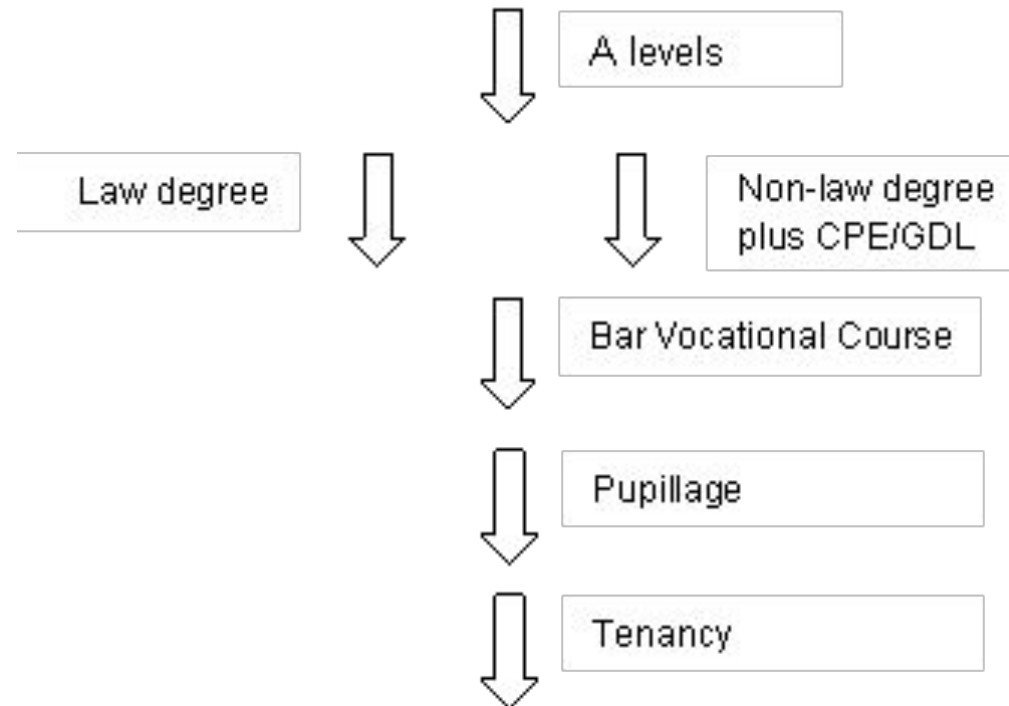 A levels
Law degree
Non-law degree
plus CPE/GDL
Bar Vocational Course
Pupillage
Tenancy